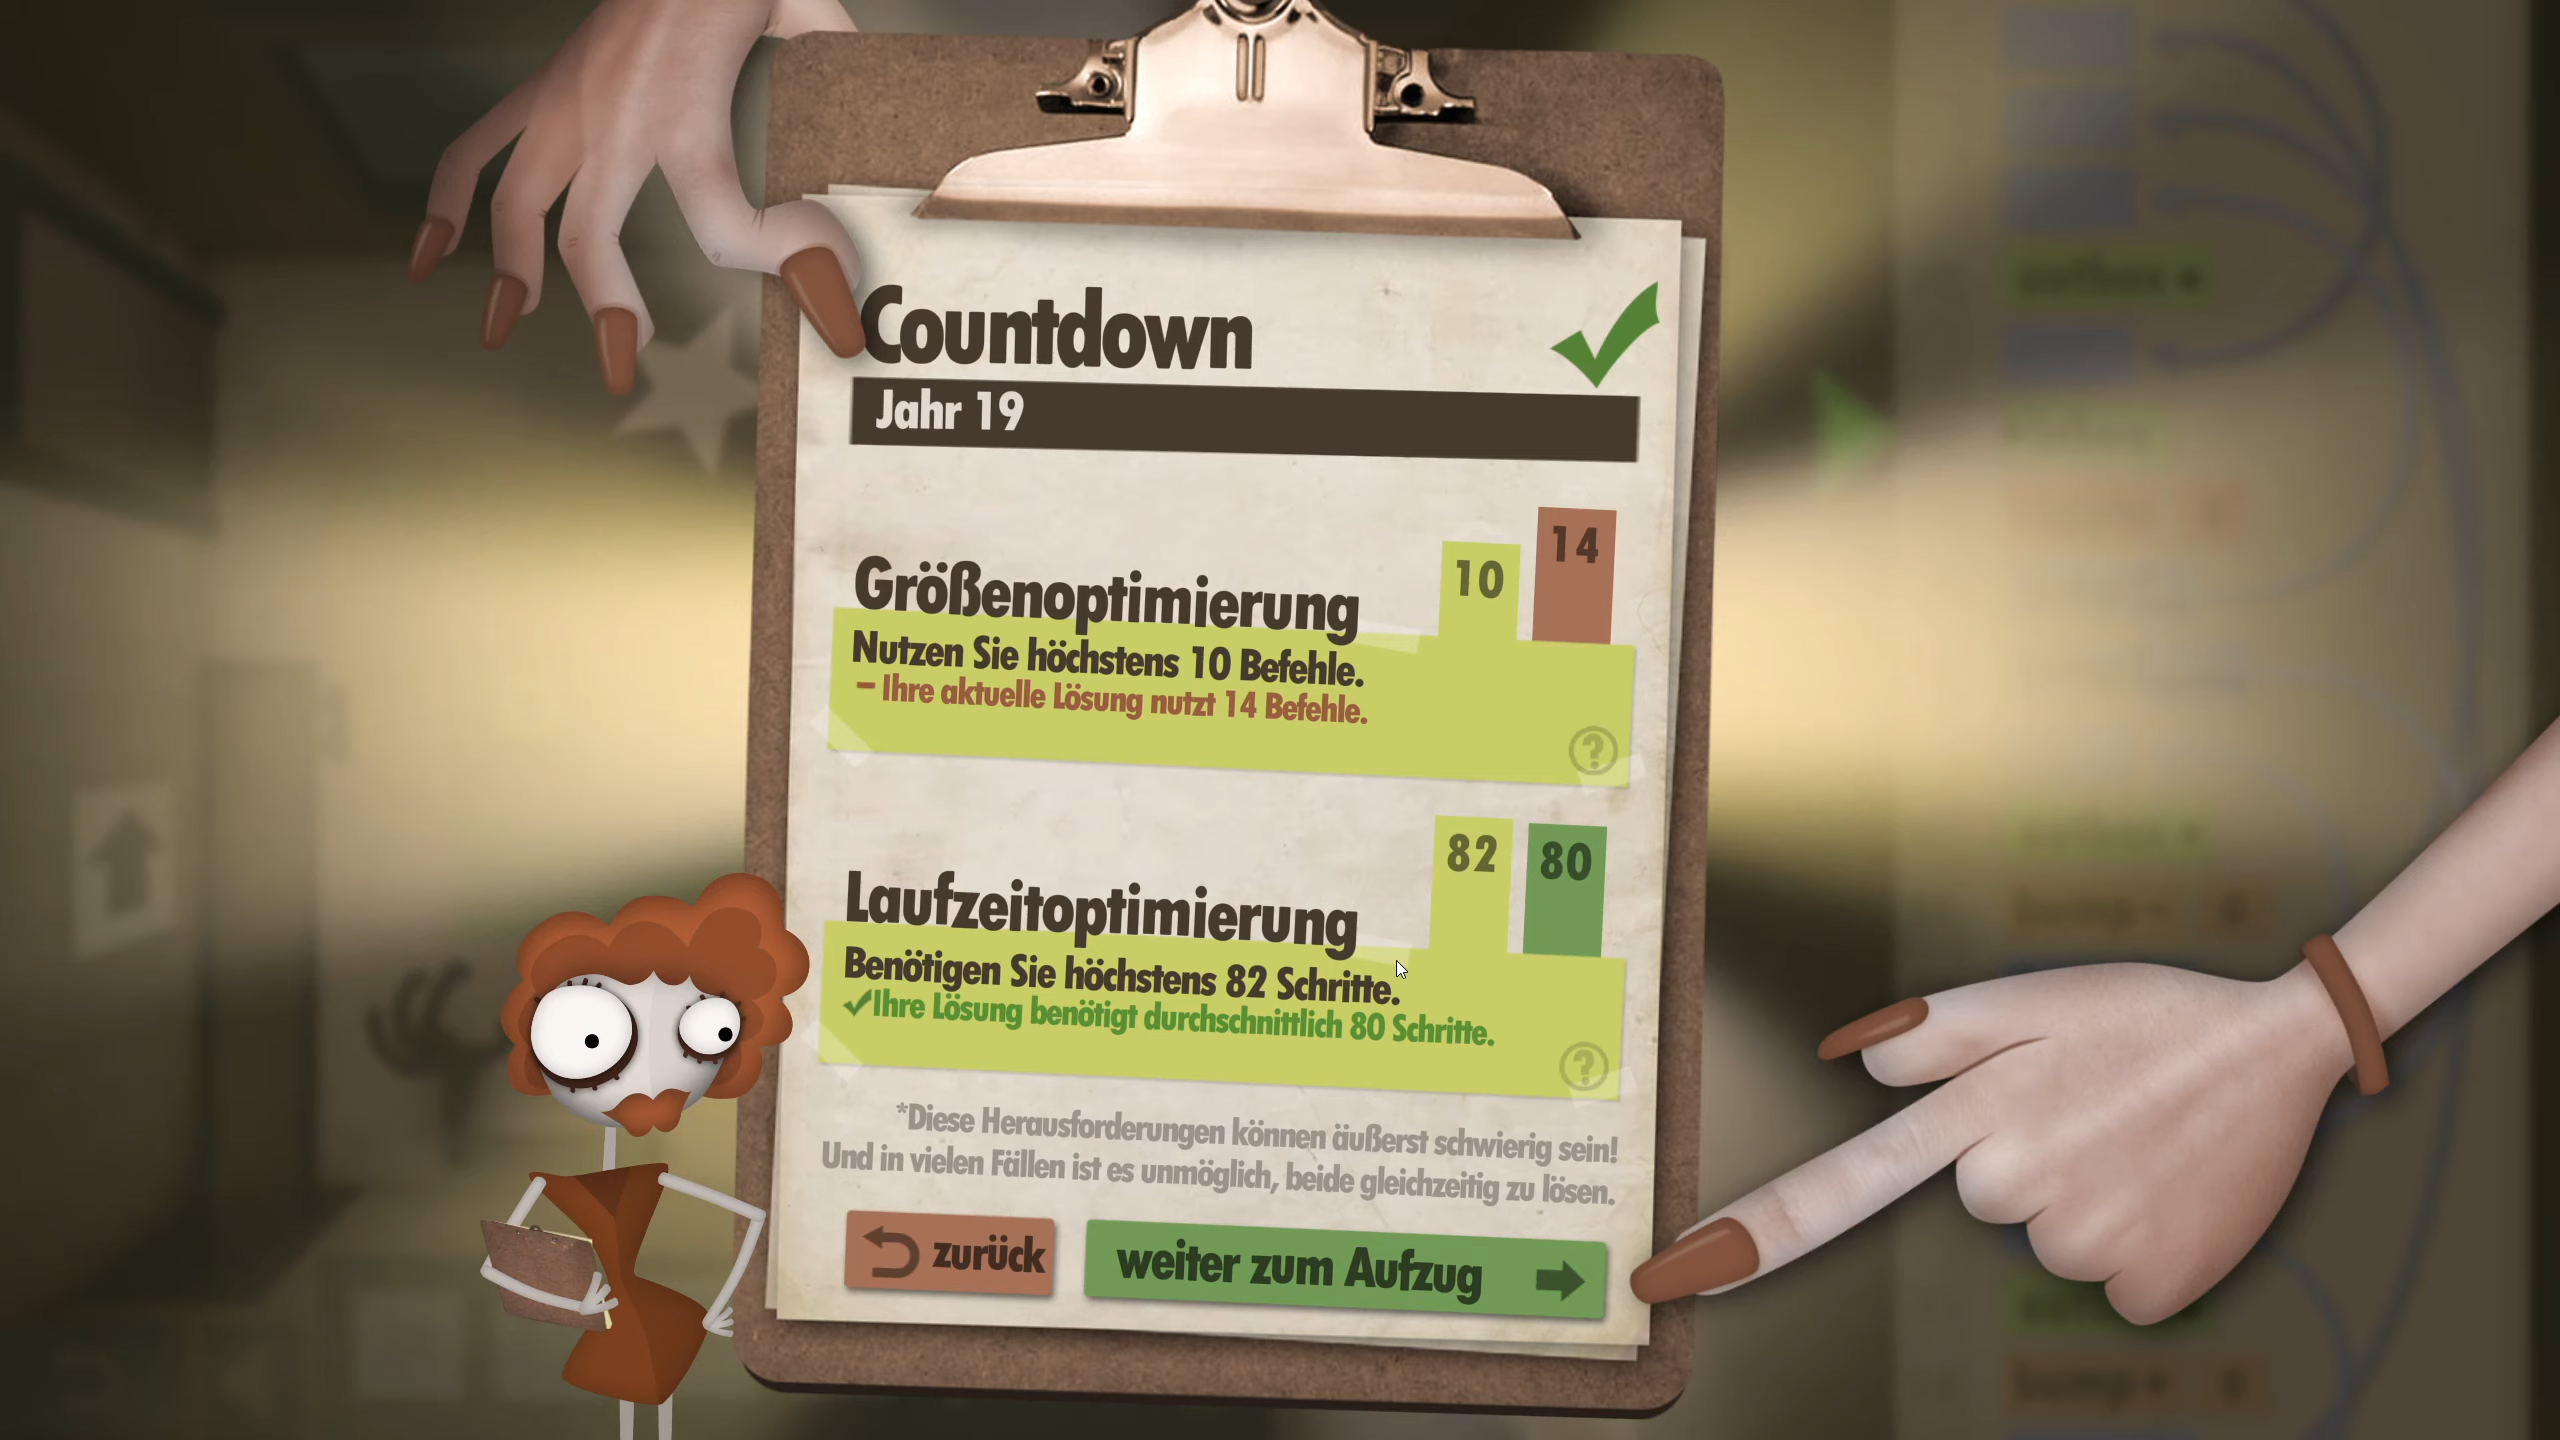 Countdown
Jahr 19
10
14
Größenoptimierung
Nutzen Sie höchstens 10 Befehle.
– Ihre aktuelle Lösung nutzt 14 Befehle.
?
82
80
Laufzeitoptimierung
Benötigen Sie höchstens 82 Schritte.
✓Ihre Lösung benötigt durchschnittlich 80 Schritte.
?
*Diese Herausforderungen können äußerst schwierig sein!
Und in vielen Fällen ist es unmöglich, beide gleichzeitig zu lösen.
zurück
weiter zum Aufzug